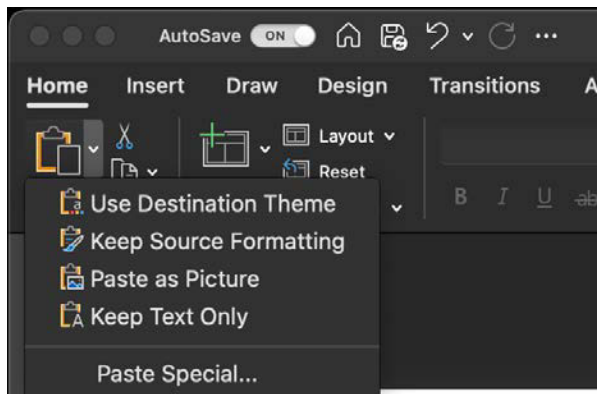 AutoSave ON
Home Insert Draw Design Transitions A
Layout
Reset
B I U ab
Use Destination Theme
Keep Source Formatting
Paste as Picture
Keep Text Only
Paste Special...